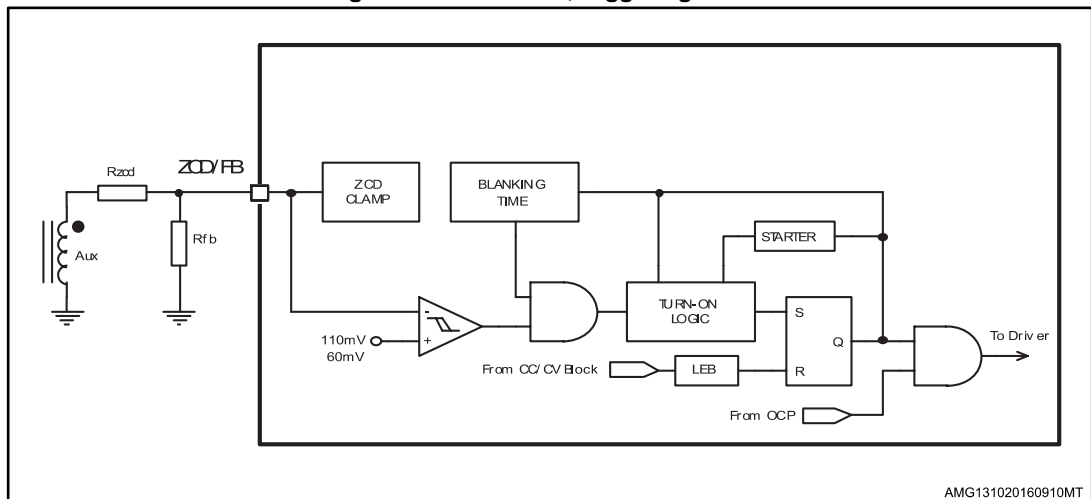 ZCD/FB
Rzcd
Rfb
Aux
ZCD
CLAMP
BLANKING
TIME
STARTER
TURN-ON
LOGIC
110mV
60mV
-
+
S
R
Q
From CC/CV Block
LEB
From OCP
To Driver
AMG131020160910MT